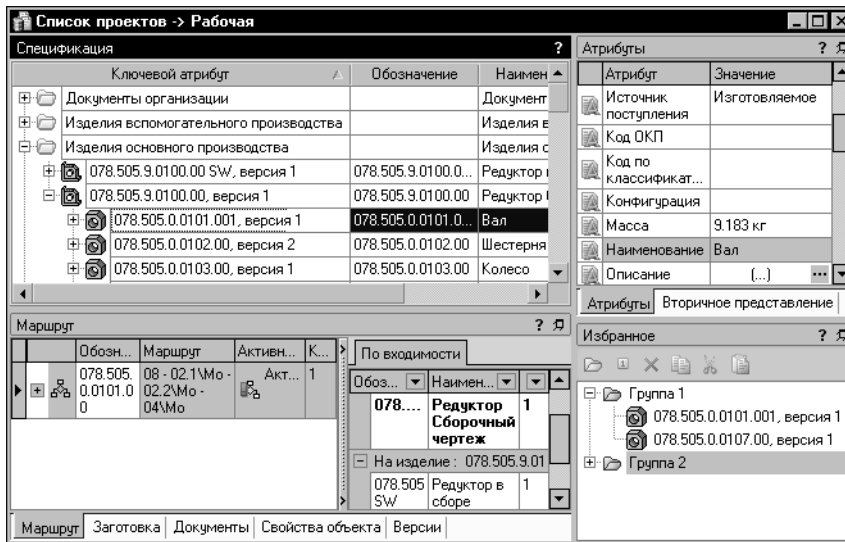 Список проектов -> Рабочая
Спецификация ?
Ключевой атрибут Обозначение Наимен
Документы организации Документ
Изделия вспомогательного производства Изделия в
Изделия основного производства Изделия о
078.505.9.0100.00 SW, версия 1 078.505.9.0100.0... Редуктор
078.505.9.0100.00, версия 1 078.505.9.0100.00 Редуктор
078.505.0.0101.001, версия 1 078.505.0.0101.0... Вал
078.505.0.0102.00, версия 2 078.505.0.0102.00 Шестерня
078.505.0.0103.00, версия 1 078.505.0.0103.00 Колесо
Атрибуты ?
Атрибут Значение
Источник поступления Изготовляемое
Код ОКП
Код по классификат...
Конфигурация
Масса 9.183 кг
Наименование Вал
Описание (...) ...
Атрибуты Вторичное представление
Маршрут ?
Обозн... Маршрут Активн... К...
078.505. 08 - 02.1\Мо - Акт... 1
0.0101.0 02.2\Мо -
0 04\Мо
По входимости
Обоз... Наимен...
078.... Редуктор 1
Сборочный
чертеж
На изделие : 078.505.9.01
078.505 Редуктор в 1
SW сборе
Маршрут Заготовка Документы Свойства объекта Версии
Избранное ?
Группа 1
078.505.0.0101.001, версия 1
078.505.0.0107.00, версия 1
Группа 2